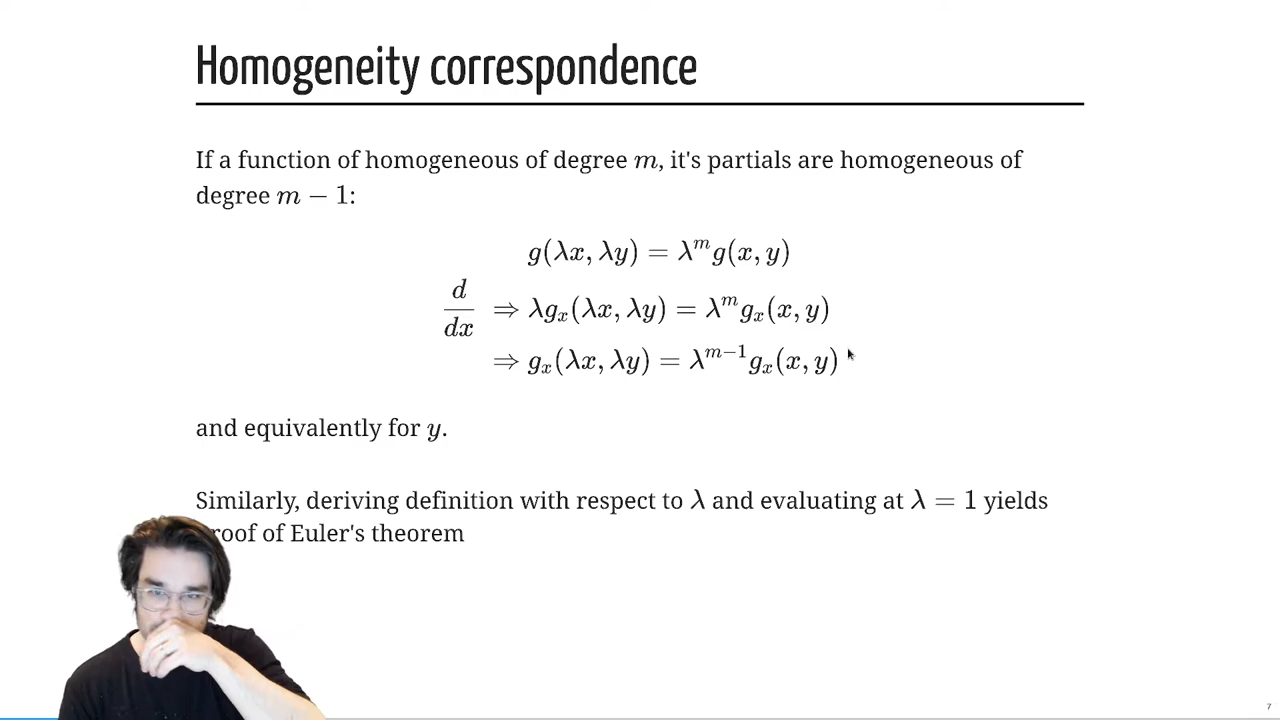 Homogeneity correspondence
If a function of homogeneous of degree m, it's partials are homogeneous of
degree m − 1:
g(λx, λy) = λ^m g(x, y)
d/dx ⇒ λg_x(λx, λy) = λ^m g_x(x, y)
⇒ g_x(λx, λy) = λ^{m−1} g_x(x, y)
and equivalently for y.
Similarly, deriving definition with respect to λ and evaluating at λ = 1 yields
of Euler's theorem
7